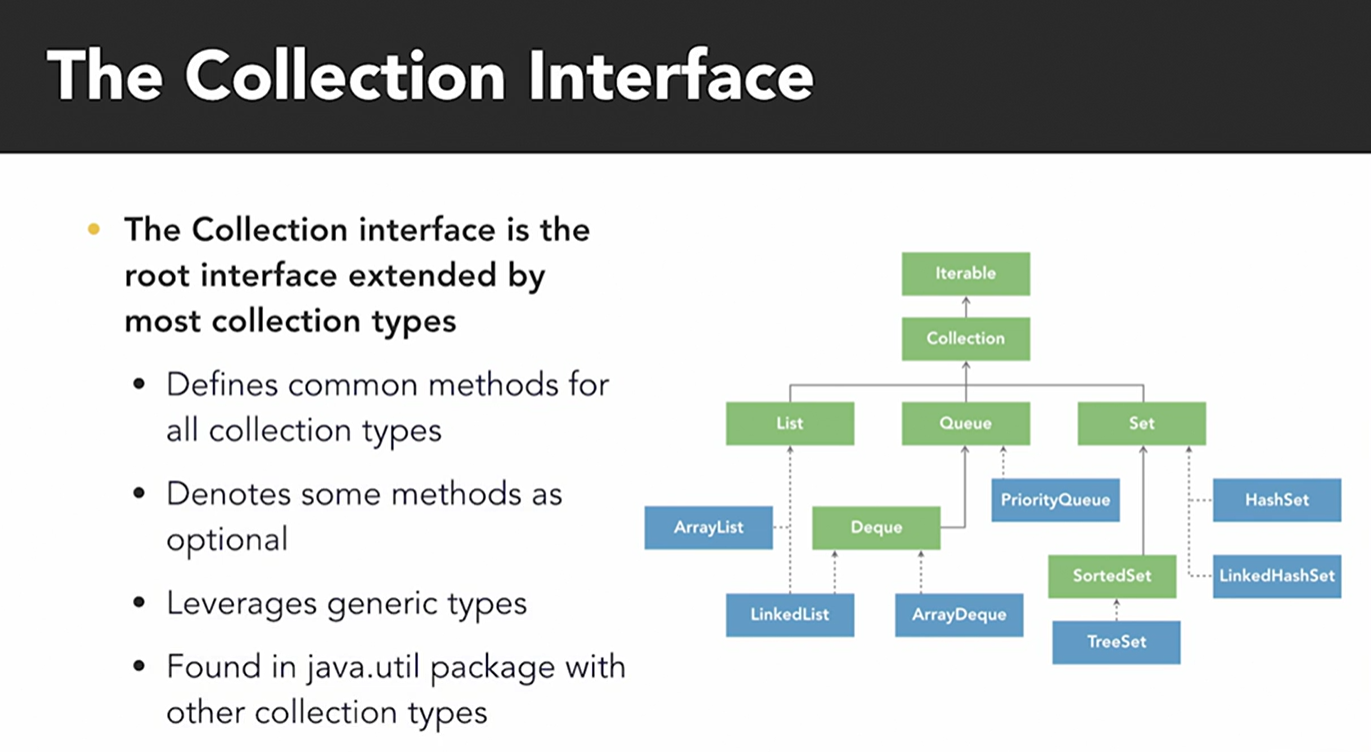 The Collection Interface
• The Collection interface is the
root interface extended by
most collection types
• Defines common methods for
all collection types
• Denotes some methods as
optional
• Leverages generic types
• Found in java.util package with
other collection types
Iterable
Collection
List
Queue
Set
PriorityQueue
HashSet
ArrayList
Deque
SortedSet
LinkedHashSet
LinkedList
ArrayDeque
TreeSet